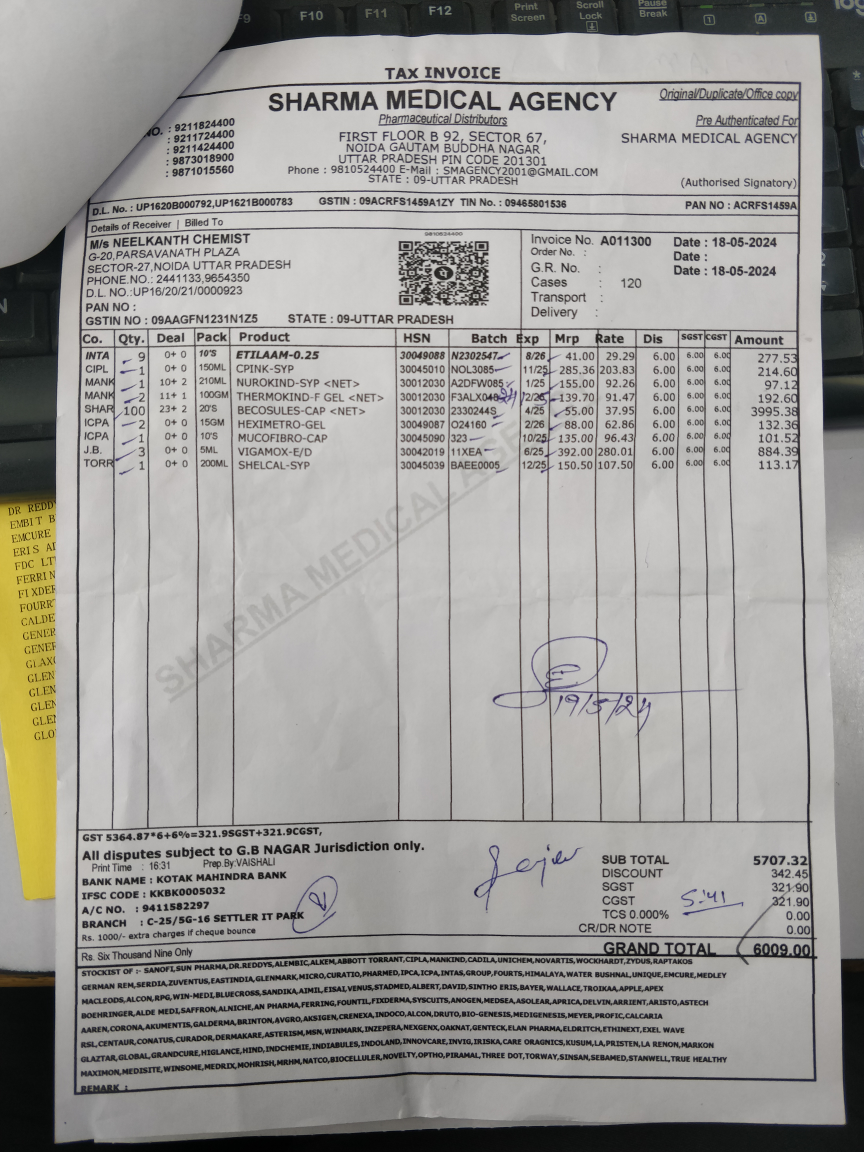 F9 F10 F11 F12 Print Screen Scroll Lock Pause Break
TAX INVOICE
SHARMA MEDICAL AGENCY
Original/Duplicate/Office copy
Pharmaceutical Distributors
NO. : 9211824400
: 9211724400
: 9211424400
: 9873018900
: 9871015560
FIRST FLOOR B 92, SECTOR 67,
NOIDA GAUTAM BUDDHA NAGAR
UTTAR PRADESH PIN CODE 201301
Phone : 9810524400 E-Mail : SMAGENCY2001@GMAIL.COM
STATE : 09-UTTAR PRADESH
Pre Authenticated For
SHARMA MEDICAL AGENCY
(Authorised Signatory)
D.L. No. : UP1620B000792,UP1621B000783 GSTIN : 09ACRFS1459A1ZY TIN No. : 09465801536 PAN NO : ACRFS1459A
Details of Receiver | Billed To
M/s NEELKANTH CHEMIST
G-20,PARSAVANATH PLAZA
SECTOR-27,NOIDA UTTAR PRADESH
PHONE.NO.: 2441133,9654350
D.L. NO.:UP16/20/21/0000923
PAN NO :
GSTIN NO : 09AAGFN1231N1Z5 STATE : 09-UTTAR PRADESH
Invoice No. A011300 Date : 18-05-2024
Order No. : Date :
G.R. No. : Date : 18-05-2024
Cases : 120
Transport :
Delivery :
Co. Qty. Deal Pack Product HSN Batch Exp Mrp Rate Dis SGST CGST Amount
INTA 9 0+ 0 10'S ETILAAM-0.25 30049088 N2302547 8/26 41.00 29.29 6.00 6.00 6.00 277.53
CIPL 1 0+ 0 150ML CPINK-SYP 30045010 NOL3085 11/25 285.36 203.83 6.00 6.00 6.00 214.60
MANK 1 10+ 2 210ML NUROKIND-SYP <NET> 30012030 A2DFW085 1/25 155.00 92.26 6.00 6.00 6.00 97.12
MANK 2 11+ 1 100GM THERMOKIND-F GEL <NET> 30012030 2/26 139.70 91.47 6.00 6.00 6.00 192.60
SHAR 100 23+ 2 20'S BECOSULES-CAP <NET> 30012030 2330244S 4/25 55.00 37.95 6.00 6.00 6.00 3995.38
ICPA 2 0+ 0 15GM HEXIMETRO-GEL 30049087 O24160 2/26 88.00 62.86 6.00 6.00 6.00 132.36
ICPA 1 0+ 0 10'S MUCOFIBRO-CAP 30045090 323 10/25 135.00 96.43 6.00 6.00 6.00 101.52
J.B. 3 0+ 0 5ML VIGAMOX-E/D 30042019 11XEA 6/25 392.00 280.01 6.00 6.00 6.00 884.39
TORR 1 0+ 0 200ML SHELCAL-SYP 30045039 BAEE0005 12/25 150.50 107.50 6.00 6.00 6.00 113.17
SHARMA MEDICAL AGENCY
DR REDDY
EMBIT B
EMCURE
ERIS
FDC LT
FERRIN
FIXDER
FOURR
CALDE
GENER
GENER
GLAX
GLEN
GLEN
GLEN
GLEN
GLO
19/5/24
GST 5364.87*6+6%=321.9SGST+321.9CGST,
All disputes subject to G.B NAGAR Jurisdiction only.
Print Time : 16:31 Prep.By:VAISHALI
BANK NAME : KOTAK MAHINDRA BANK
IFSC CODE : KKBK0005032
A/C NO. : 9411582297
BRANCH : C-25/5G-16 SETTLER IT PARK
Rs. 1000/- extra charges if cheque bounce
SUB TOTAL 5707.32
DISCOUNT 342.45
SGST 321.90
CGST 321.90
5:41
TCS 0.000% 0.00
CR/DR NOTE 0.00
Rs. Six Thousand Nine Only
GRAND TOTAL 6009.00
STOCKIST OF :- SANOFI,SUN PHARMA,DR.REDDYS,ALEMBIC,ALKEM,ABBOTT TORRANT,CIPLA,MANKIND,CADILA,UNICHEM,NOVARTIS,WOCKHARDT,ZYDUS,RAPTAKOS
GERMAN REM,SERDIA,ZUVENTUS,EASTINDIA,GLENMARK,MICRO,CURATIO,PHARMED,IPCA,ICPA,INTAS,GROUP,FOURTS,HIMALAYA,WATER BUSHNAL,UNIQUE,EMCURE,MEDLEY
MACLEODS,ALCON,RPG,WIN-MEDI,BLUECROSS,SANDIKA,AIMIL,EISAI,VENUS,STADMED,ALBERT,DAVID,SINTHO ERIS,BAYER,WALLACE,TROIKAA,APPLE,APEX
BOEHRINGER,ALDE MEDI,SAFFRON,ALNICHE,AN PHARMA,FERRING,FOUNTIL,FIXDERMA,SYSCUITS,ANOGEN,MEDSEA,ASOLEAR,APRICA,DELVIN,ARRIENT,ARISTO,ASTECH
AAREN,CORONA,AKUMENTIS,GALDERMA,BRINTON,AVGRO,AKSIGEN,CRENEXA,INDOCO,ALCON,DRUTO,BIO-GENESIS,MEDIGENESIS,MEYER,PROFIC,CALCARIA
RSL,CENTAUR,CONATUS,CURADOR,DERMAKARE,ASTERISM,MSN,WINMARK,INZEPERA,NEXGENX,OAKNAT,GENTECK,ELAN PHARMA,ELDRITCH,ETHINEXT,EXEL WAVE
GLAZTAR,GLOBAL,GRANDCURE,HIGLANCE,HIND,INDCHEMIE,INDIABULES,INDOLAND,INNOVCARE,INVIG,IRISKA,CARE ORAGNICS,KUSUM,LA,PRISTEN,LA RENON,MARKON
MAXIMON,MEDISITE,WINSOME,MEDRIX,MOHRISH,MRHM,NATCO,BIOCELLULER,NOVELTY,OPTHO,PIRAMAL,THREE DOT,TORWAY,SINSAN,SEBAMED,STANWELL,TRUE HEALTHY
REMARK :